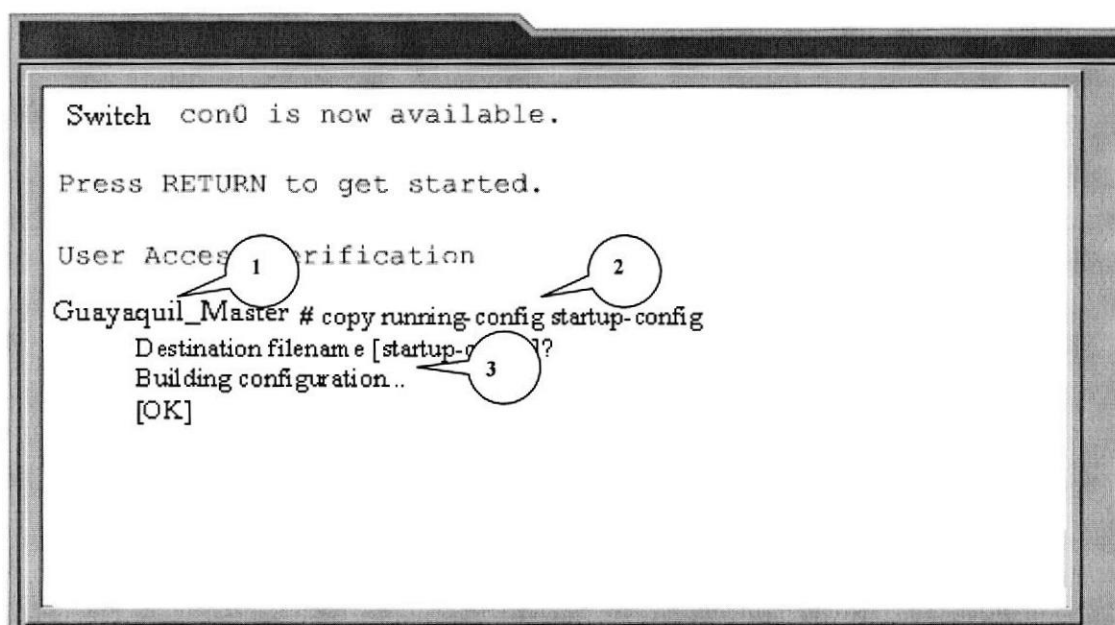 Switch con0 is now available.
Press RETURN to get started.
User Acces erification
1
2
Guayaquil_Master # copy running-config startup-config
Destination filename [startup- ]?
3
Building configuration...
[OK]